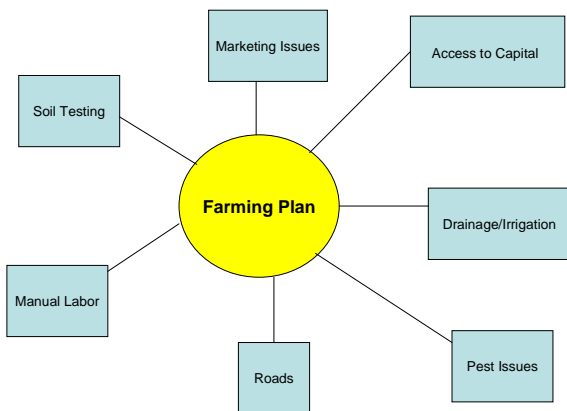 Marketing Issues
Access to Capital
Soil Testing
Farming Plan
Drainage/Irrigation
Manual Labor
Roads
Pest Issues